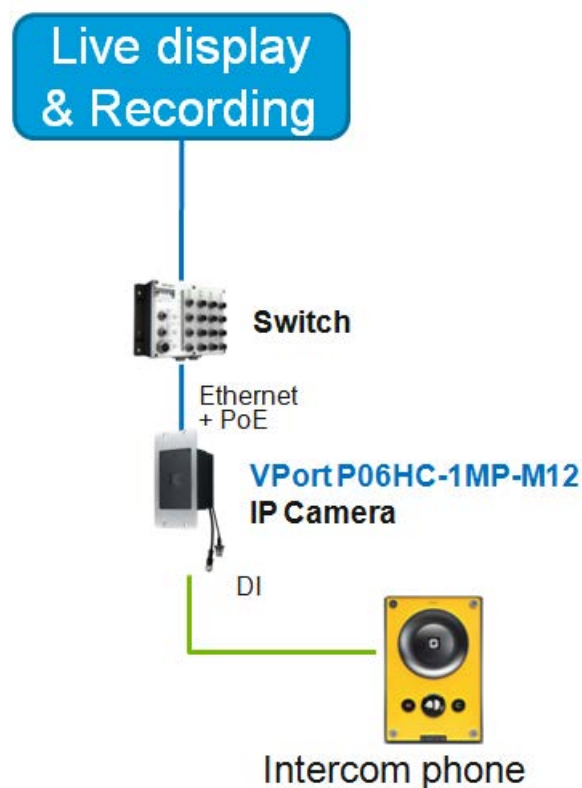 Live display
& Recording
Switch
Ethernet
+ PoE
VPort P06HC-1MP-M12
IP Camera
DI
Intercom phone